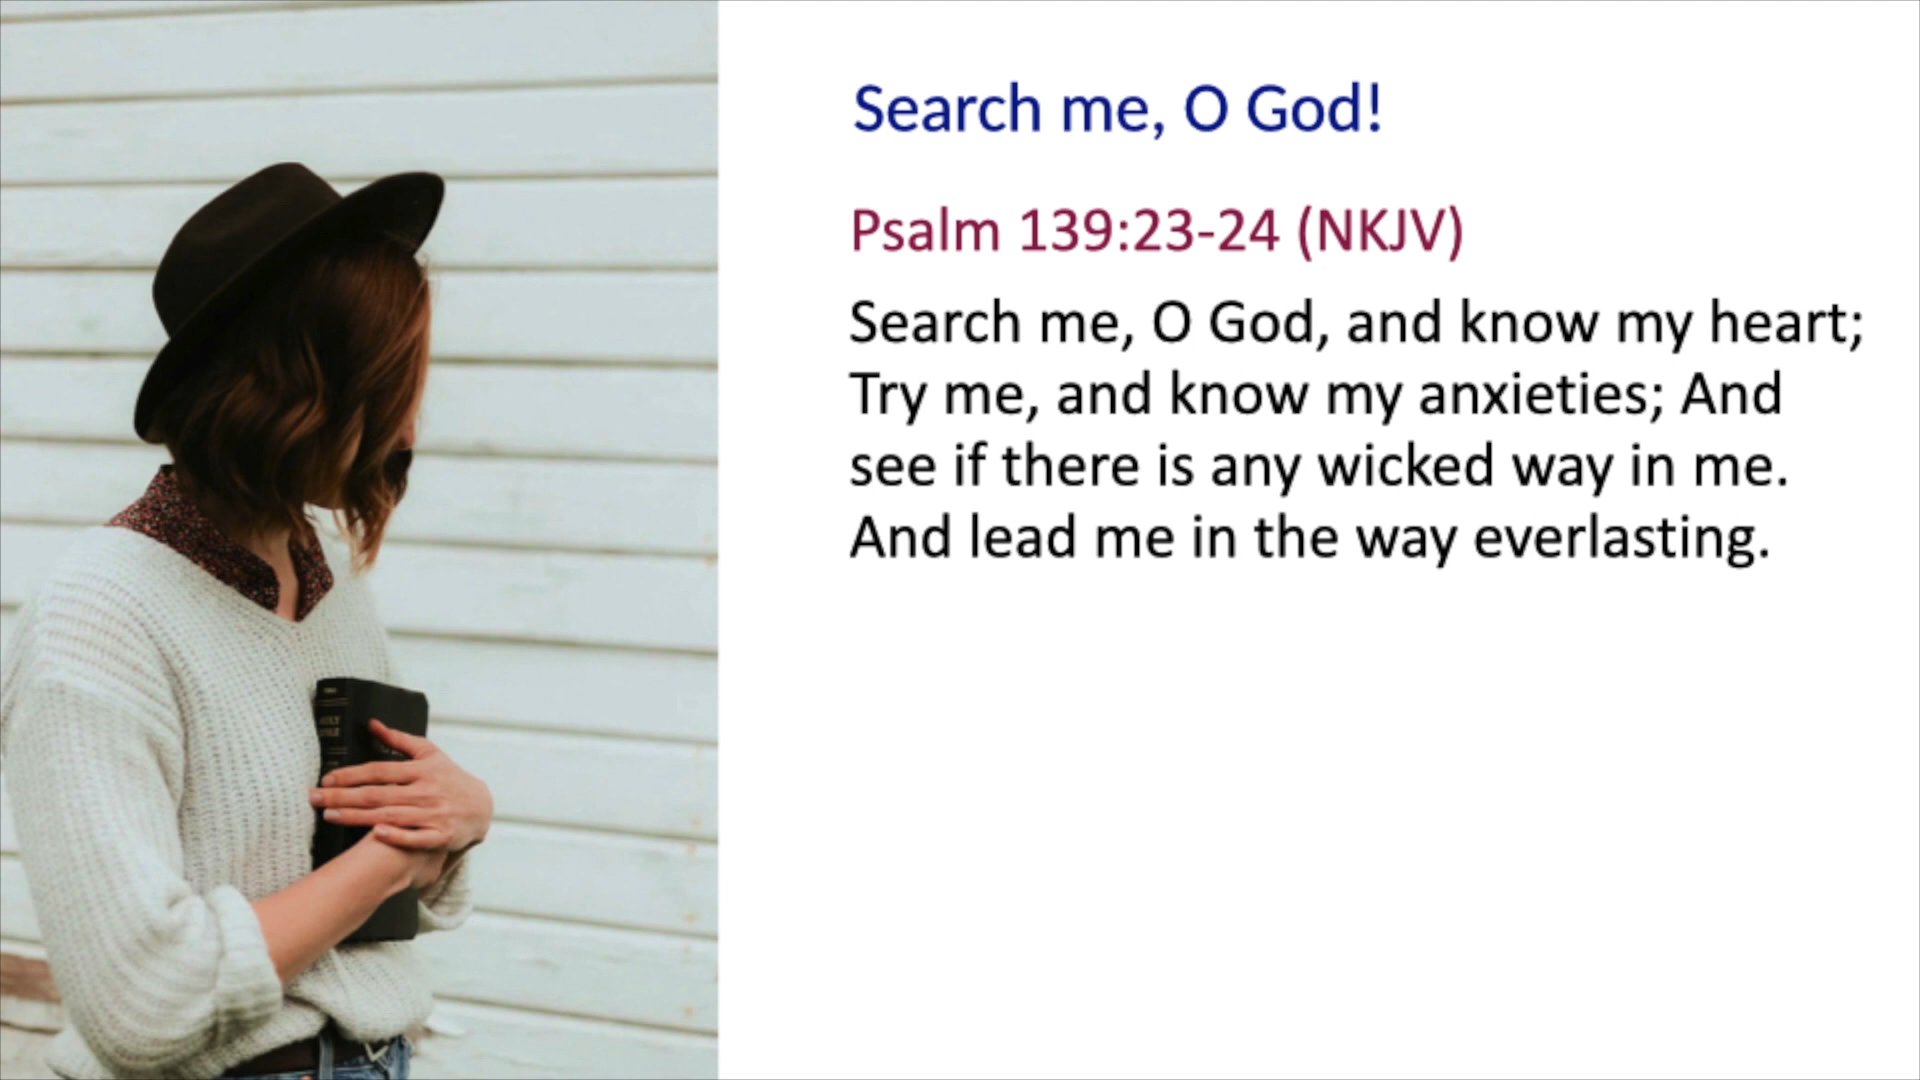 Search me, O God!
Psalm 139:23-24 (NKJV)
Search me, O God, and know my heart;
Try me, and know my anxieties; And
see if there is any wicked way in me.
And lead me in the way everlasting.